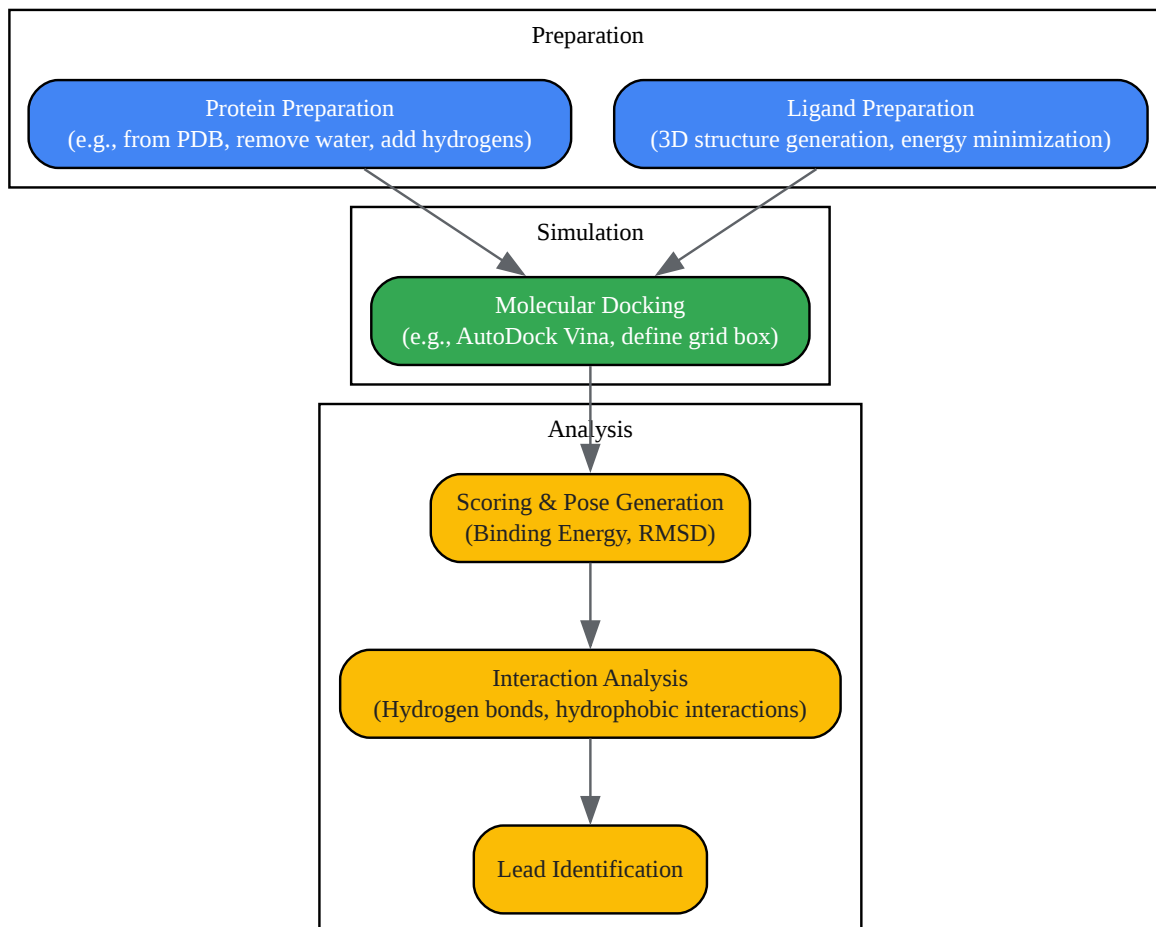 Preparation
Protein Preparation
(e.g., from PDB, remove water, add hydrogens)
Ligand Preparation
(3D structure generation, energy minimization)
Simulation
Molecular Docking
(e.g., AutoDock Vina, define grid box)
Analysis
Scoring & Pose Generation
(Binding Energy, RMSD)
Interaction Analysis
(Hydrogen bonds, hydrophobic interactions)
Lead Identification